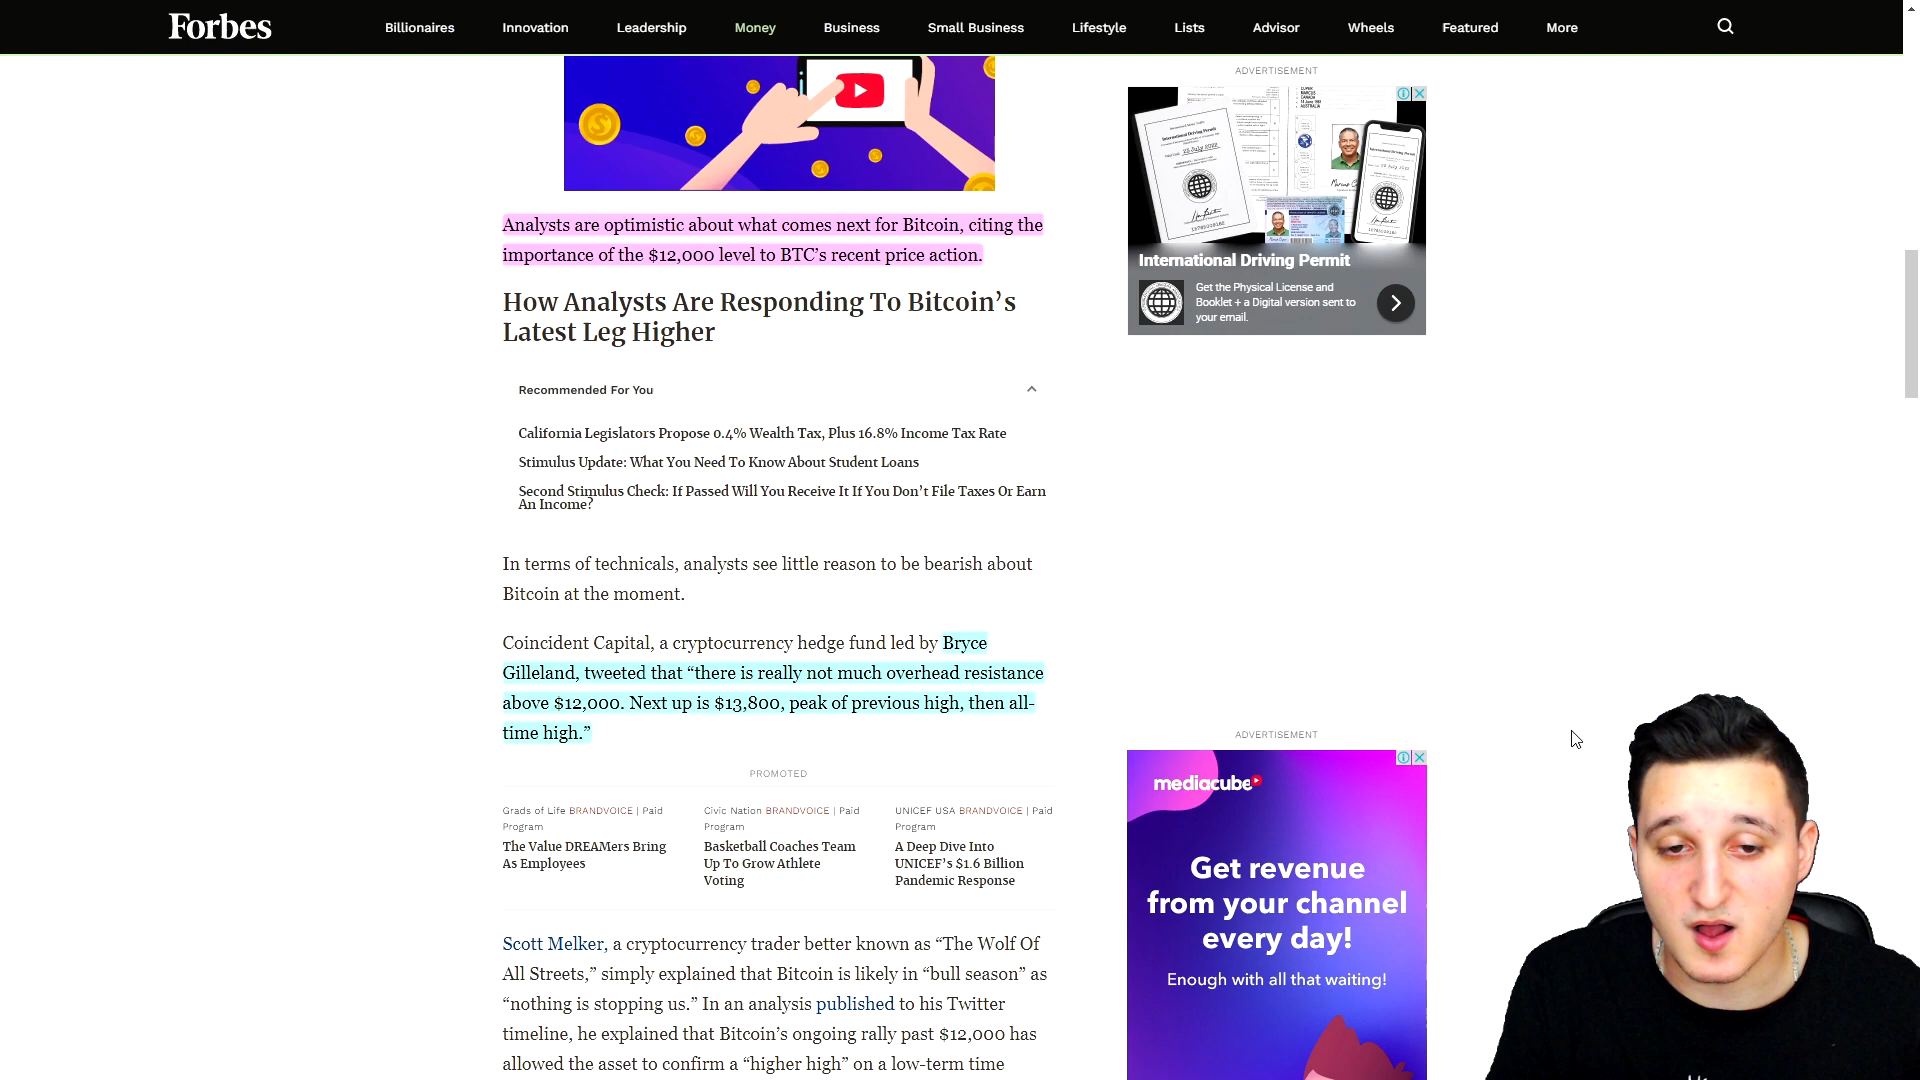 Forbes
Billionaires
Innovation
Leadership
Money
Business
Small Business
Lifestyle
Lists
Advisor
Wheels
Featured
More
Analysts are optimistic about what comes next for Bitcoin, citing the
importance of the $12,000 level to BTC’s recent price action.
How Analysts Are Responding To Bitcoin’s
Latest Leg Higher
Recommended For You
California Legislators Propose 0.4% Wealth Tax, Plus 16.8% Income Tax Rate
Stimulus Update: What You Need To Know About Student Loans
Second Stimulus Check: If Passed Will You Receive It If You Don’t File Taxes Or Earn
An Income?
In terms of technicals, analysts see little reason to be bearish about
Bitcoin at the moment.
Coincident Capital, a cryptocurrency hedge fund led by Bryce
Gilleland, tweeted that “there is really not much overhead resistance
above $12,000. Next up is $13,800, peak of previous high, then all-
time high.”
PROMOTED
Grads of Life BRANDVOICE | Paid
Program
The Value DREAMers Bring
As Employees
Civic Nation BRANDVOICE | Paid
Program
Basketball Coaches Team
Up To Grow Athlete
Voting
UNICEF USA BRANDVOICE | Paid
Program
A Deep Dive Into
UNICEF’s $1.6 Billion
Pandemic Response
Scott Melker, a cryptocurrency trader better known as “The Wolf Of
All Streets,” simply explained that Bitcoin is likely in “bull season” as
“nothing is stopping us.” In an analysis published to his Twitter
timeline, he explained that Bitcoin’s ongoing rally past $12,000 has
allowed the asset to confirm a “higher high” on a low-term time
ADVERTISEMENT
International Driving Permit
International Driving Permit
Get the Physical License and
Booklet + a Digital version sent to
your email.
ADVERTISEMENT
mediacube
Get revenue
from your channel
every day!
Enough with all that waiting!